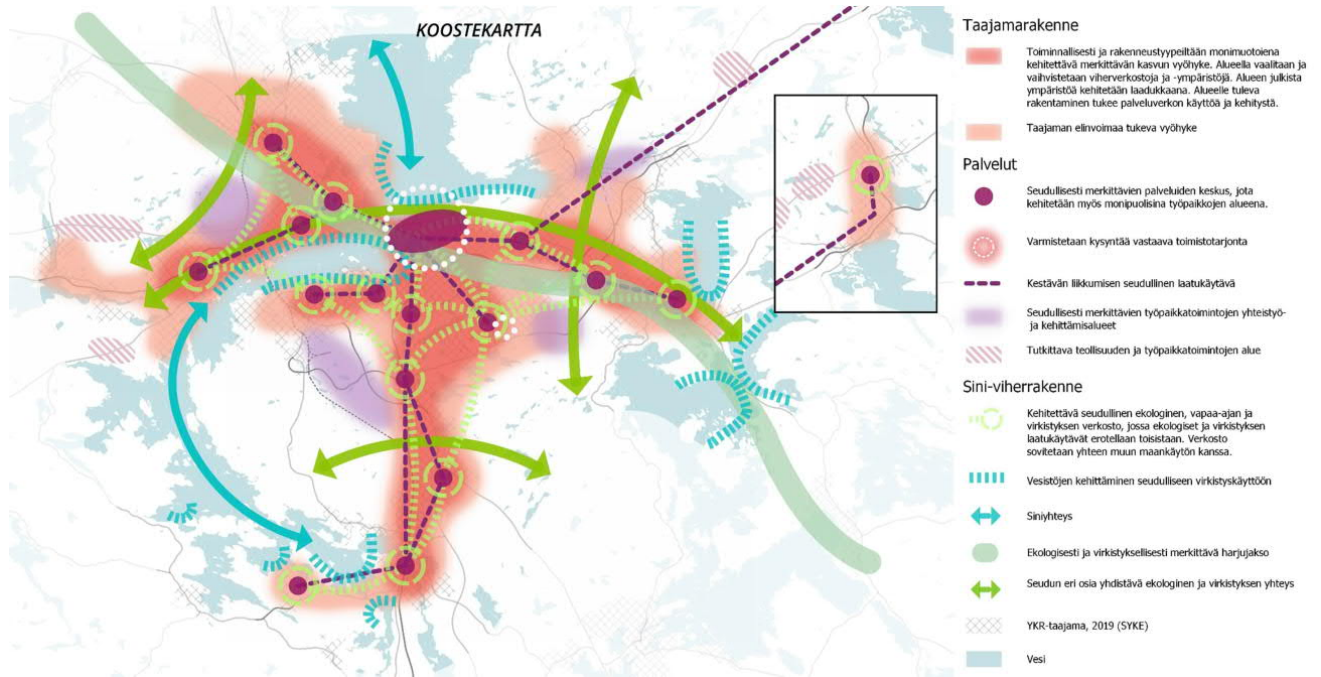 KOOSTEKARTTA
Taajamarakenne
Toiminnallisesti ja rakenneustyypeiltään monimuotoiena
kehitettävä merkittävän kasvun vyöhyke. Alueella vaalitaan ja
vaihvistetaan viherverkostoja ja -ympäristöjä. Alueen julkista
ympäristöä kehitetään laadukkaana. Alueelle tuleva
rakentaminen tukee palveluverkon käyttöä ja kehitystä.
Taajaman elinvoimaa tukeva vyöhyke
Palvelut
Seudullisesti merkittävien palveluiden keskus, jota
kehitetään myös monipuolisina työpaikkojen alueena.
Varmistetaan kysyntää vastaava toimistotarjonta
Kestävän liikkumisen seudullinen laatukäytävä
Seudullisesti merkittävien työpaikkatoimintojen yhteistyö-
ja kehittämisalueet
Tutkittava teollisuuden ja työpaikkatoimintojen alue
Sini-viherrakenne
Kehitettävä seudullinen ekologinen, vapaa-ajan ja
virkistyksen verkosto, jossa ekologiset ja virkistyksen
laatukäytävät erotellaan toisistaan. Verkosto
sovitetaan yhteen muun maankäytön kanssa.
Vesistöjen kehittäminen seudulliseen virkistyskäyttöön
Siniyhteys
Ekologisesti ja virkistyksellisesti merkittävä harjujakso
Seudun eri osia yhdistävä ekologinen ja virkistyksen yhteys
YKR-taajama, 2019 (SYKE)
Vesi